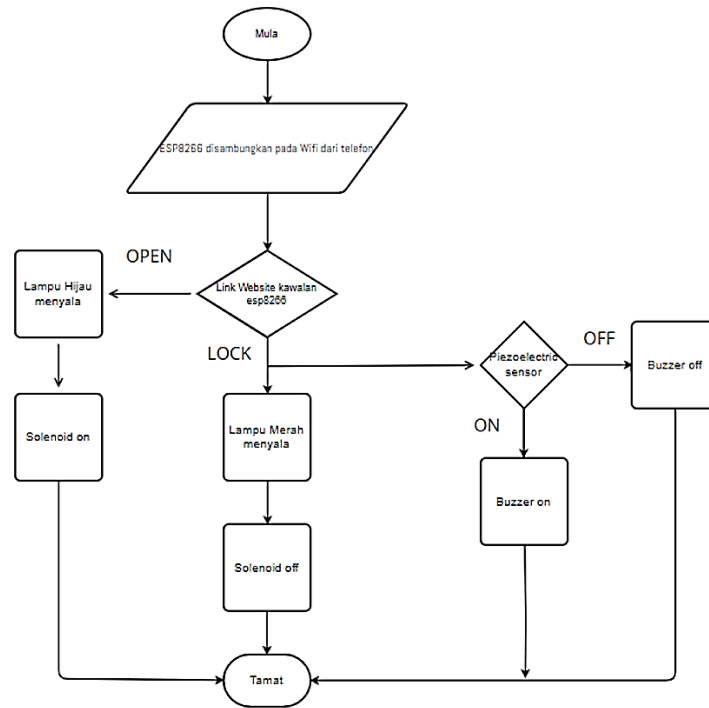 Mula
ESP8266 disambungkan pada Wifi dari telefon
OPEN
Link Website kawalan
esp8266
Lampu Hijau
menyala
LOCK
Piezoelectric
sensor
OFF
Buzzer off
Solenoid on
Lampu Merah
menyala
ON
Buzzer on
Solenoid off
Tamat